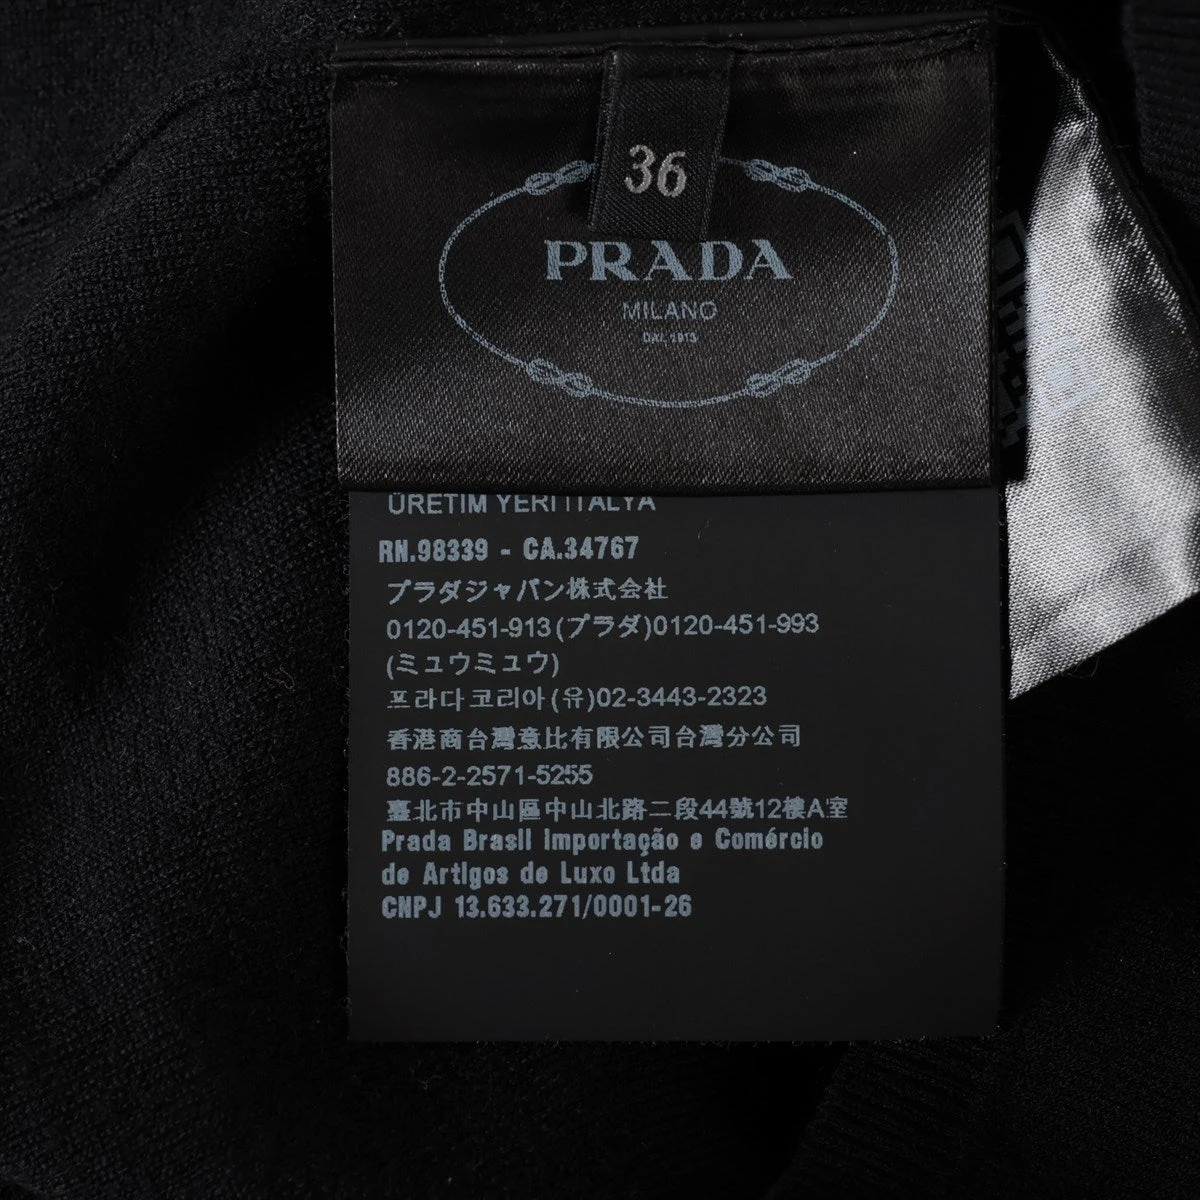 36
PRADA
MILANO
DAL 1913
ÜRETIM YERI ITALYA
RN.98339 - CA.34767
プラダジャパン株式会社
0120-451-913(プラダ)0120-451-993
(ミュウミュウ)
프라다코리아(유)02-3443-2323
香港商台灣意比有限公司台灣分公司
886-2-2571-5255
臺北市中山區中山北路二段44號12樓A室
Prada Brasil Importação e Comércio
de Artigos de Luxo Ltda
CNPJ 13.633.271/0001-26